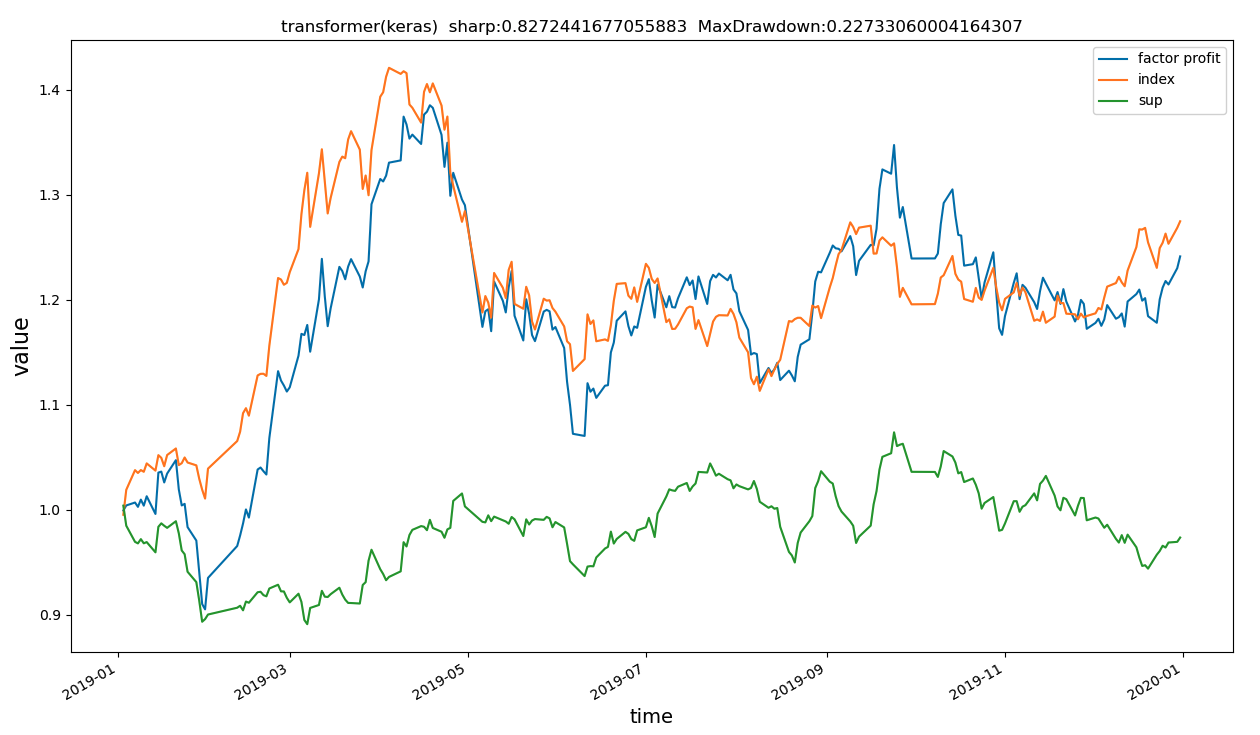 transformer(keras)  sharp:0.8272441677055883  MaxDrawdown:0.22733060004164307
factor profit
index
sup
value
1.4
1.3
1.2
1.1
1.0
0.9
2019-01
2019-03
2019-05
2019-07
2019-09
2019-11
2020-01
time